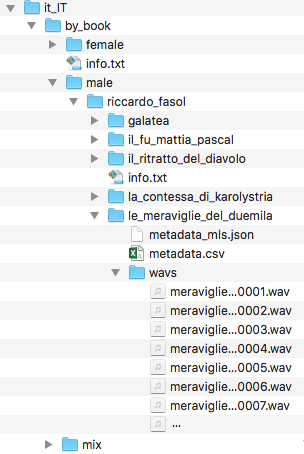 it_IT
by_book
female
info.txt
male
riccardo_fasol
galatea
il_fu_mattia_pascal
il_ritratto_del_diavolo
info.txt
la_contessa_di_karolystria
le_meraviglie_del_duemila
metadata_mls.json
metadata.csv
wavs
meraviglie...0001.wav
meraviglie...0002.wav
meraviglie...0003.wav
meraviglie...0004.wav
meraviglie...0005.wav
meraviglie...0006.wav
meraviglie...0007.wav
...
mix